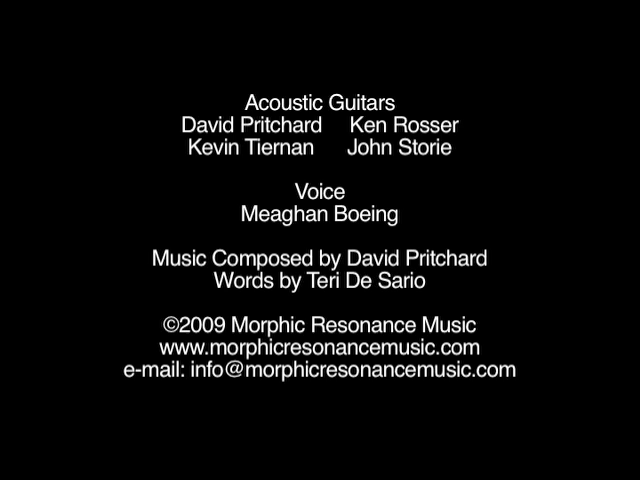 Acoustic Guitars
David Pritchard Ken Rosser
Kevin Tiernan John Storie
Voice
Meaghan Boeing
Music Composed by David Pritchard
Words by Teri De Sario
©2009 Morphic Resonance Music
www.morphicresonancemusic.com
e-mail: info@morphicresonancemusic.com